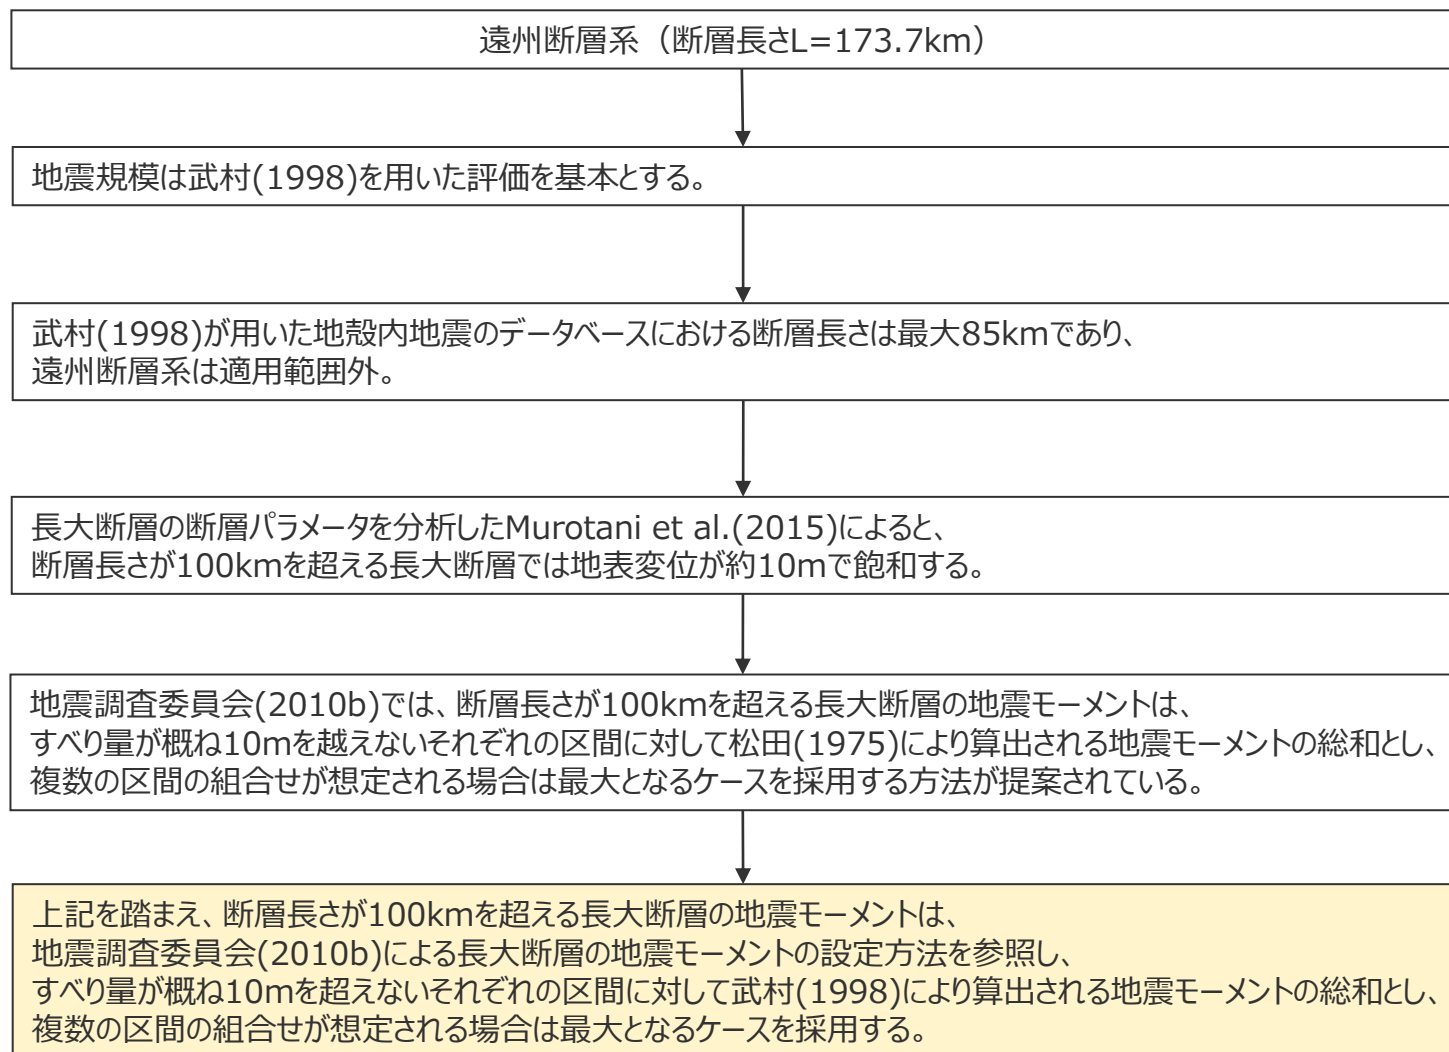 遠州断層系（断層長さL=173.7km）
地震規模は武村(1998)を用いた評価を基本とする。
武村(1998)が用いた地殻内地震のデータベースにおける断層長さは最大85kmであり、
遠州断層系は適用範囲外。
長大断層の断層パラメータを分析したMurotani et al.(2015)によると、
断層長さが100kmを超える長大断層では地表変位が約10mで飽和する。
地震調査委員会(2010b)では、断層長さが100kmを超える長大断層の地震モーメントは、
すべり量が概ね10mを越えないそれぞれの区間に対して松田(1975)により算出される地震モーメントの総和とし、
複数の区間の組合せが想定される場合は最大となるケースを採用する方法が提案されている。
上記を踏まえ、断層長さが100kmを超える長大断層の地震モーメントは、
地震調査委員会(2010b)による長大断層の地震モーメントの設定方法を参照し、
すべり量が概ね10mを超えないそれぞれの区間に対して武村(1998)により算出される地震モーメントの総和とし、
複数の区間の組合せが想定される場合は最大となるケースを採用する。